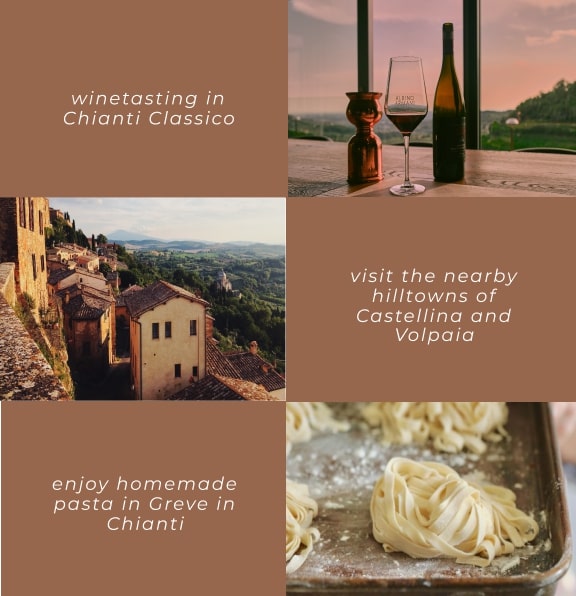 winetasting in
Chianti Classico
visit the nearby
hilltowns of
Castellina and
Volpaia
enjoy homemade
pasta in Greve in
Chianti